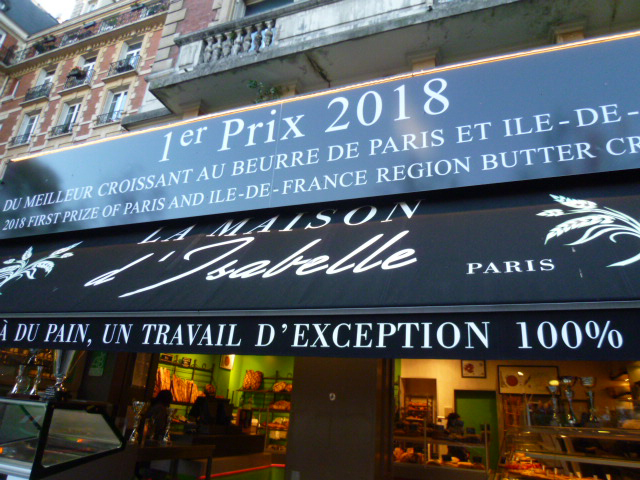 1er Prix 2018
DU MEILLEUR CROISSANT AU BEURRE DE PARIS ET ILE-DE-
2018 FIRST PRIZE OF PARIS AND ILE-DE-FRANCE REGION BUTTER CR
LA MAISON
d'Isabelle PARIS
À DU PAIN, UN TRAVAIL D'EXCEPTION 100%